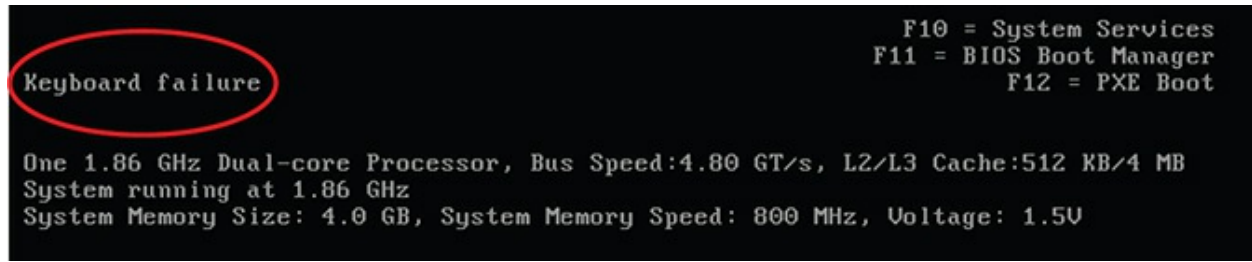 F10 = System Services
F11 = BIOS Boot Manager
Keyboard failure
F12 = PXE Boot
One 1.86 GHz Dual-core Processor, Bus Speed:4.80 GT/s, L2/L3 Cache:512 KB/4 MB
System running at 1.86 GHz
System Memory Size: 4.0 GB, System Memory Speed: 800 MHz, Voltage: 1.5V